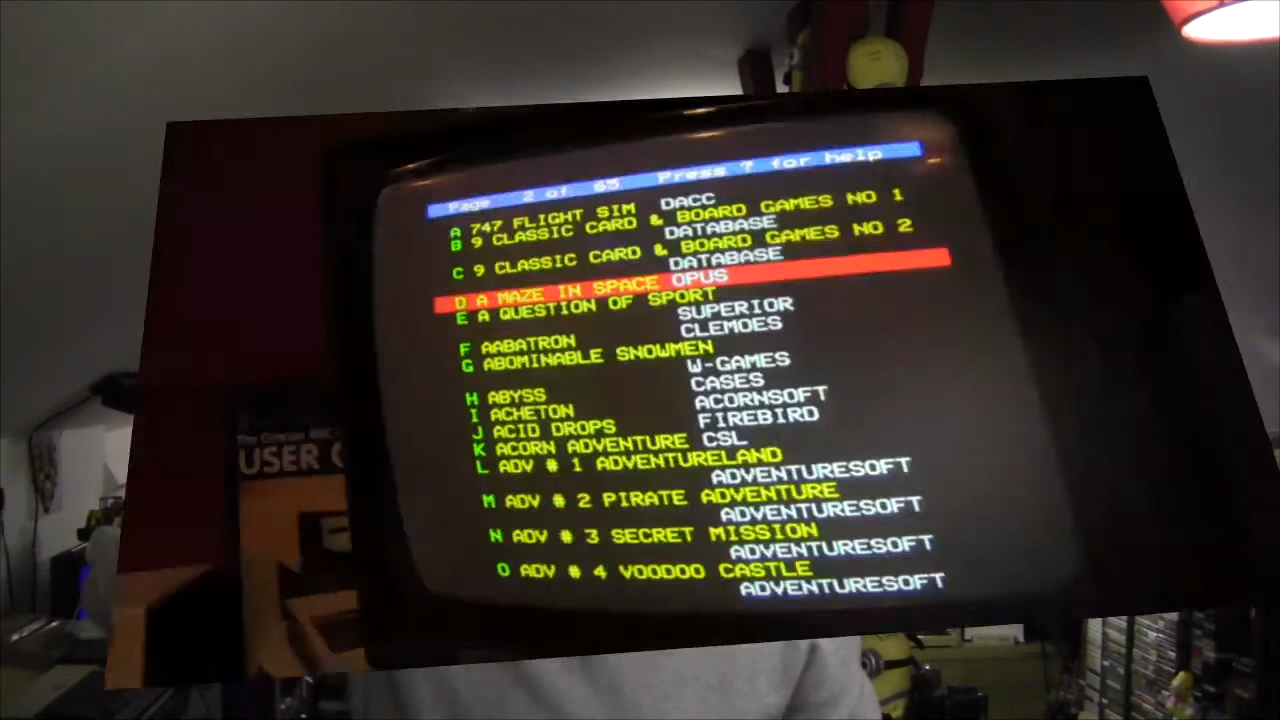 Page 2 of 65 Press ? for help
A 747 FLIGHT SIM DACC
B 9 CLASSIC CARD & BOARD GAMES NO 1
DATABASE
C 9 CLASSIC CARD & BOARD GAMES NO 2
DATABASE
D A MAZE IN SPACE OPUS
E A QUESTION OF SPORT
SUPERIOR
F AABATRON CLEMOES
G ABOMINABLE SNOWMEN
W-GAMES
H ABYSS CASES
I ACHETON ACORNSOFT
J ACID DROPS FIREBIRD
K ACORN ADVENTURE CSL
L ADV # 1 ADVENTURELAND
ADVENTURESOFT
M ADV # 2 PIRATE ADVENTURE
ADVENTURESOFT
N ADV # 3 SECRET MISSION
ADVENTURESOFT
O ADV # 4 VOODOO CASTLE
ADVENTURESOFT
USER